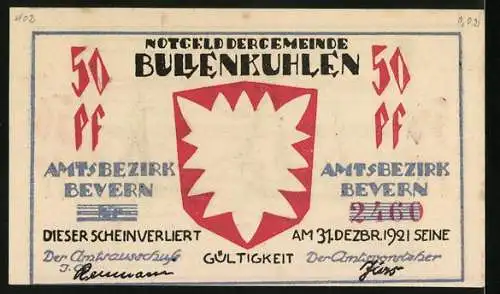 402
NOTGELD DER GEMEINDE
BULLENKUHLEN
50 50
PF PF
AMTSBEZIRK AMTSBEZIRK
BEVERN BEVERN
2460
DIESER SCHEIN VERLIERT AM 31. DEZBR. 1921 SEINE
Der Amtsausschuß GÜLTIGKEIT Der Amtsvorsteher